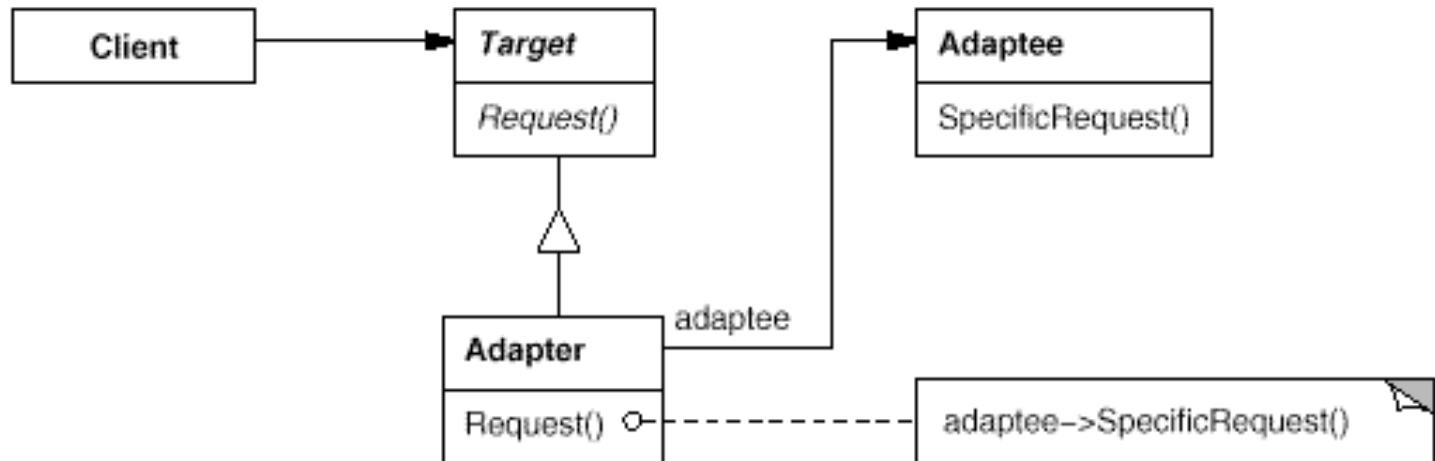 Client
Target
Request()
Adaptee
SpecificRequest()
adaptee
Adapter
Request()
adaptee->SpecificRequest()